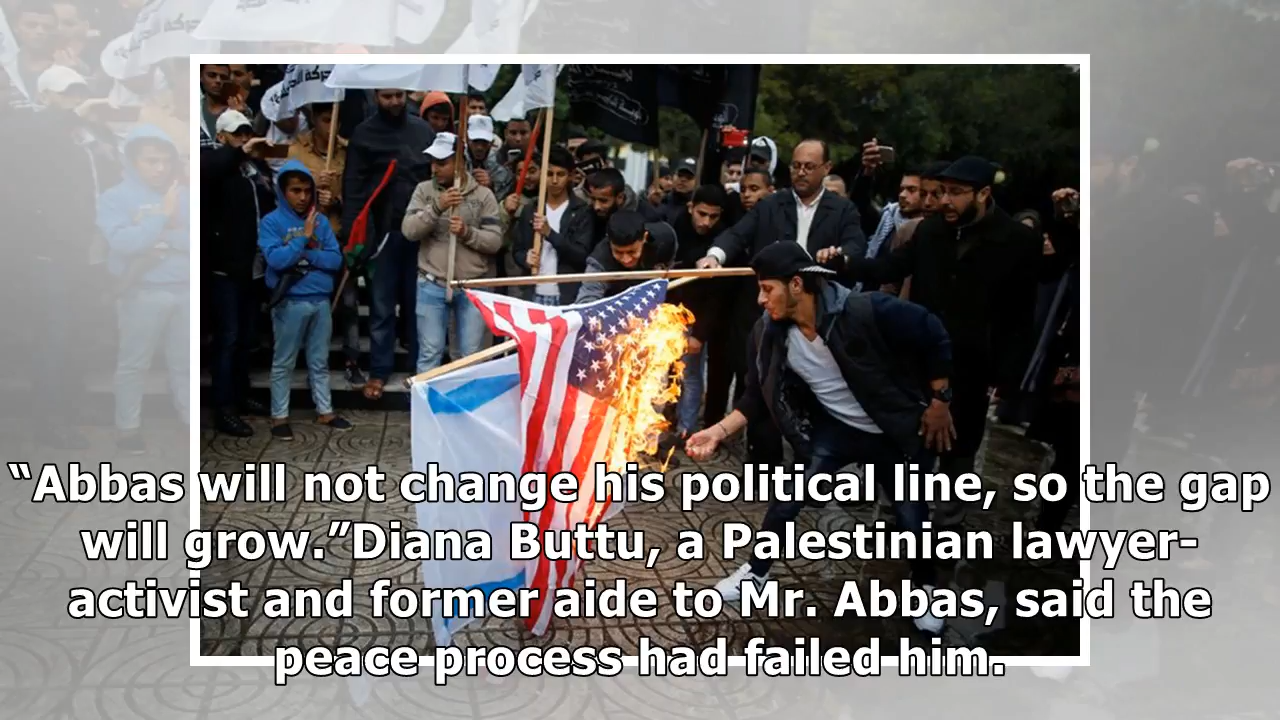 حركة
“Abbas will not change his political line, so the gap
will grow.”Diana Buttu, a Palestinian lawyer-
activist and former aide to Mr. Abbas, said the
peace process had failed him.